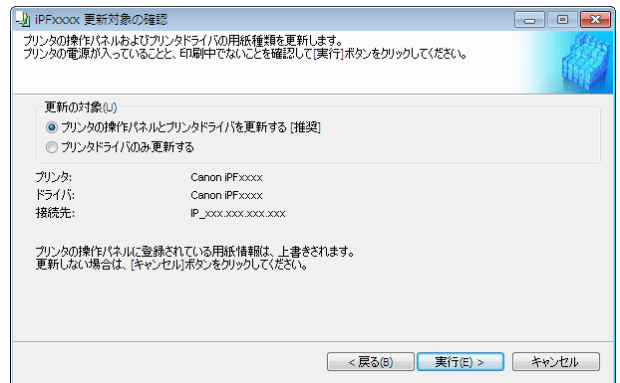 iPFxxxx 更新対象の確認
プリンタの操作パネルおよびプリンタドライバの用紙種類を更新します。
プリンタの電源が入っていることと、印刷中でないことを確認して[実行]ボタンをクリックしてください。
更新の対象(U)
プリンタの操作パネルとプリンタドライバを更新する [推奨]
プリンタドライバのみ更新する
プリンタ: Canon iPFxxxx
ドライバ: Canon iPFxxxx
接続先: IP_xxx.xxx.xxx.xxx
プリンタの操作パネルに登録されている用紙情報は、上書きされます。
更新しない場合は、[キャンセル]ボタンをクリックしてください。
< 戻る(B) 実行(E) > キャンセル